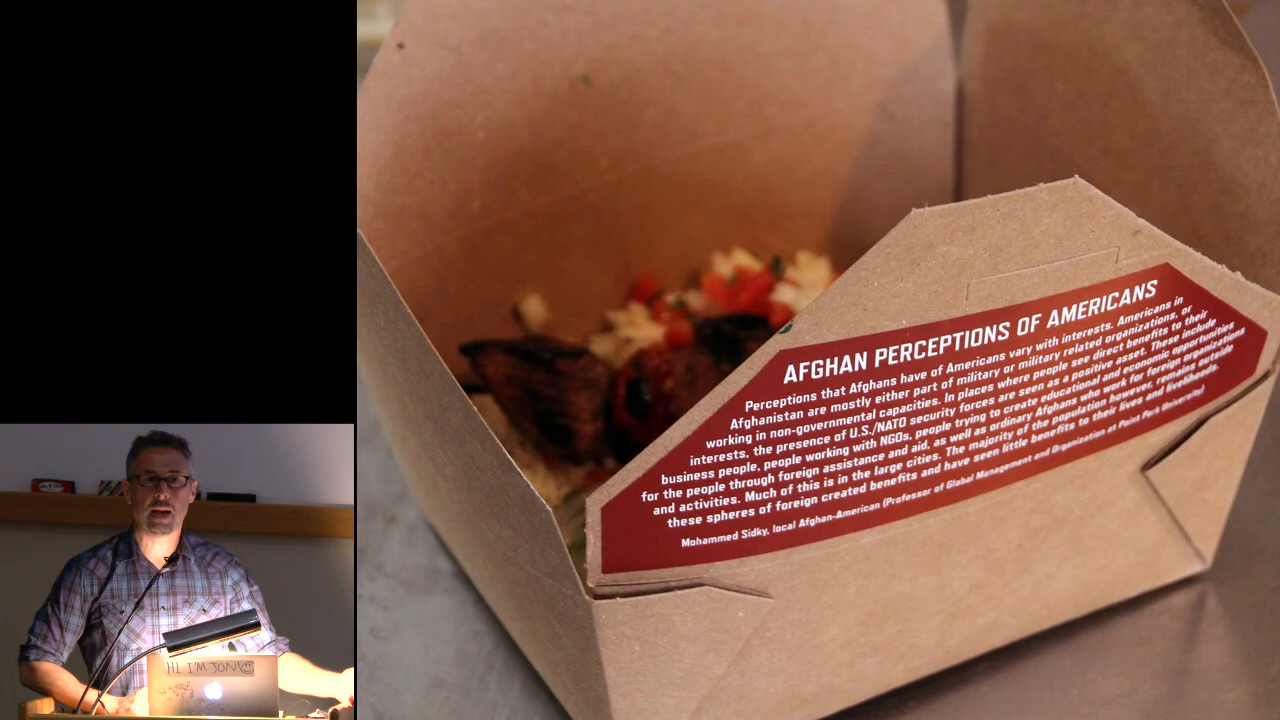 AFGHAN PERCEPTIONS OF AMERICANS
Perceptions that Afghans have of Americans vary with interests. Americans in
Afghanistan are mostly either part of military or military related organizations, or
working in non-governmental capacities. In places where people see direct benefits to their
interests, the presence of U.S./NATO security forces are seen as a positive asset. These include
business people, people working with NGOs, people trying to create educational and economic opportunities
for the people through foreign assistance and aid, as well as ordinary Afghans who work for foreign organizations
and activities. Much of this is in the large cities. The majority of the population however, remains outside
these spheres of foreign created benefits and have seen little benefits to their lives and livelihoods.
Mohammed Sidky, local Afghan-American (Professor of Global Management and Organization at Point Park University)
HI I'M JON!